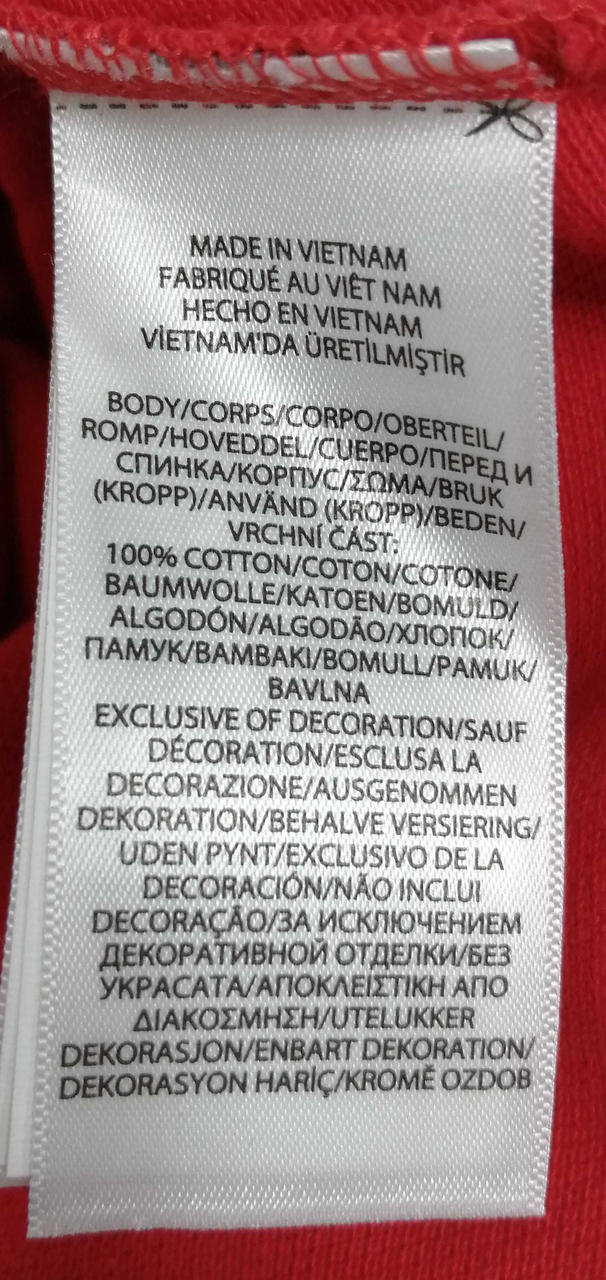 MADE IN VIETNAM
FABRIQUÉ AU VIÊT NAM
HECHO EN VIETNAM
VİETNAM'DA ÜRETİLMİŞTİR
BODY/CORPS/CORPO/OBERTEIL/
ROMP/HOVEDDEL/CUERPO/ПЕРЕД И
СПИНКА/КОРПУС/ΣΩΜΑ/BRUK
(KROPP)/ANVÄND (KROPP)/BEDEN/
VRCHNÍ ČÁST:
100% COTTON/COTON/COTONE/
BAUMWOLLE/KATOEN/BOMULD/
ALGODÓN/ALGODÃO/ХЛОПОК/
ПАМУК/ΒΑΜΒΑΚΙ/BOMULL/PAMUK/
BAVLNA
EXCLUSIVE OF DECORATION/SAUF
DÉCORATION/ESCLUSA LA
DECORAZIONE/AUSGENOMMEN
DEKORATION/BEHALVE VERSIERING/
UDEN PYNT/EXCLUSIVO DE LA
DECORACIÓN/NÃO INCLUI
DECORAÇÃO/ЗА ИСКЛЮЧЕНИЕМ
ДЕКОРАТИВНОЙ ОТДЕЛКИ/БЕЗ
УКРАСАТА/ΑΠΟΚΛΕΙΣΤΙΚΗ ΑΠΟ
ΔΙΑΚΟΣΜΗΣΗ/UTELUKKER
DEKORASJON/ENBART DEKORATION/
DEKORASYON HARİÇ/KROMĚ OZDOB